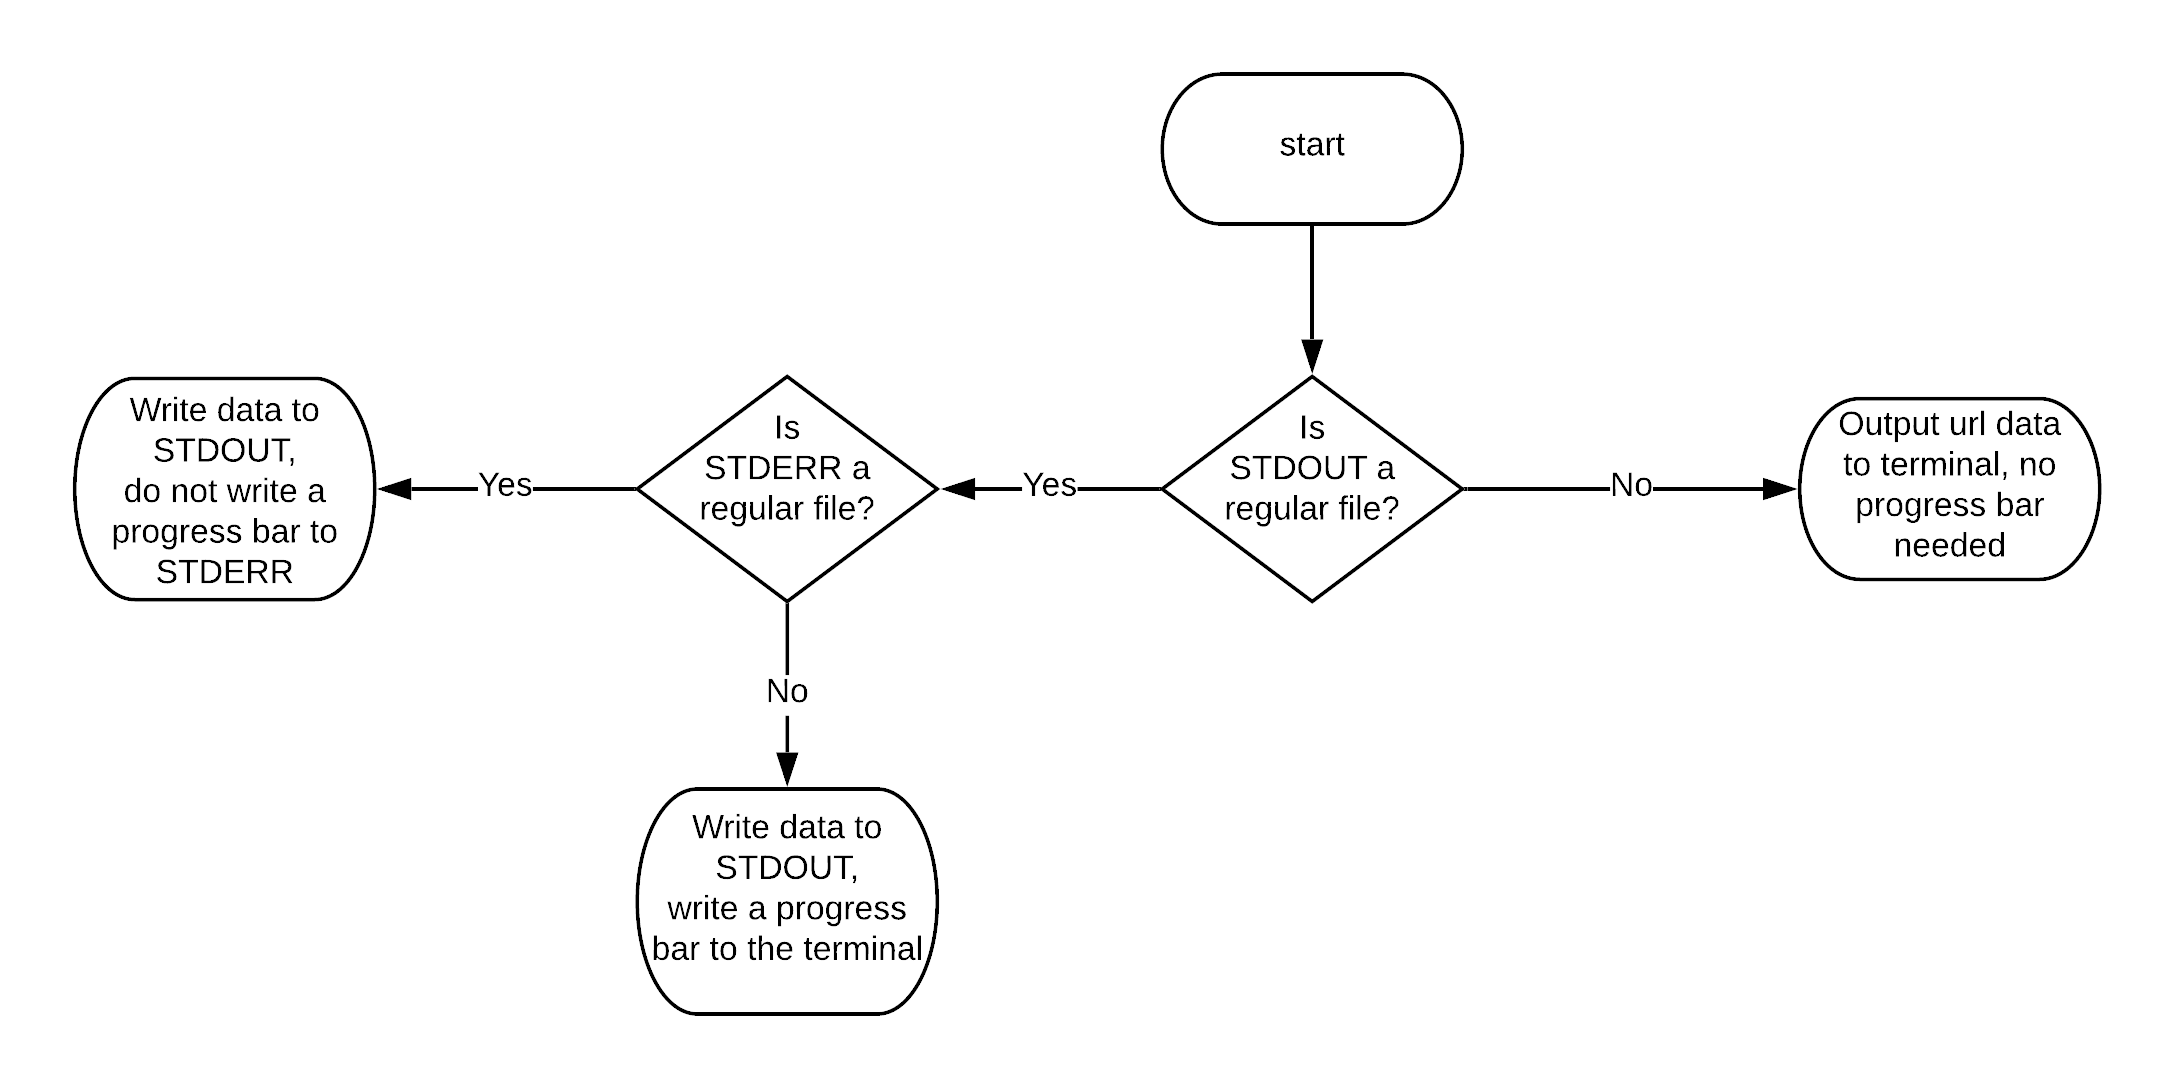 start
Is
STDOUT a
regular file?
No
Output url data
to terminal, no
progress bar
needed
Yes
Is
STDERR a
regular file?
Yes
Write data to
STDOUT,
do not write a
progress bar to
STDERR
No
Write data to
STDOUT,
write a progress
bar to the terminal